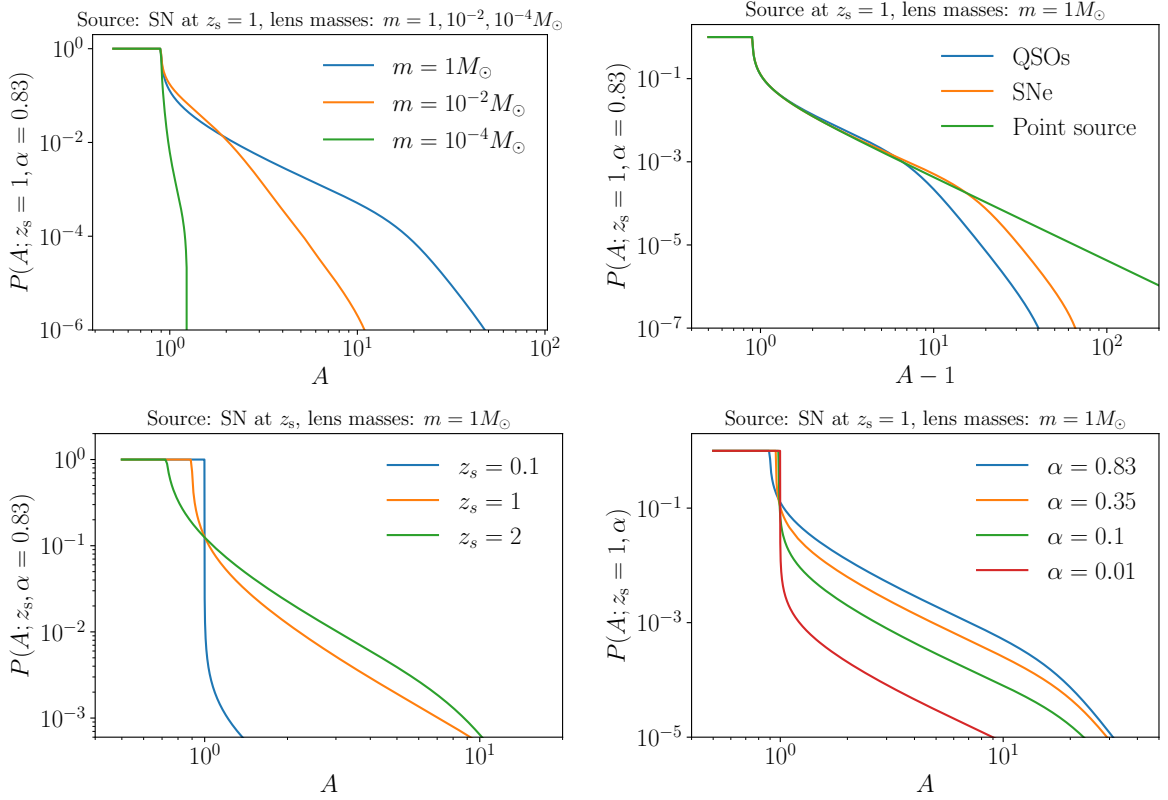 Source: SN at z_s = 1, lens masses: m = 1, 10^{-2}, 10^{-4} M_⊙
P(A; z_s = 1, α = 0.83)
10^0
10^{-2}
10^{-4}
10^{-6}
m = 1M_⊙
m = 10^{-2}M_⊙
m = 10^{-4}M_⊙
10^0 10^1 10^2
A
Source at z_s = 1, lens masses: m = 1M_⊙
P(A; z_s = 1, α = 0.83)
10^{-1}
10^{-3}
10^{-5}
10^{-7}
QSOs
SNe
Point source
10^0 10^1 10^2
A − 1
Source: SN at z_s, lens masses: m = 1M_⊙
P(A; z_s, α = 0.83)
10^0
10^{-1}
10^{-2}
10^{-3}
z_s = 0.1
z_s = 1
z_s = 2
10^0 10^1
A
Source: SN at z_s = 1, lens masses: m = 1M_⊙
P(A; z_s = 1, α)
10^{-1}
10^{-3}
10^{-5}
α = 0.83
α = 0.35
α = 0.1
α = 0.01
10^0 10^1
A